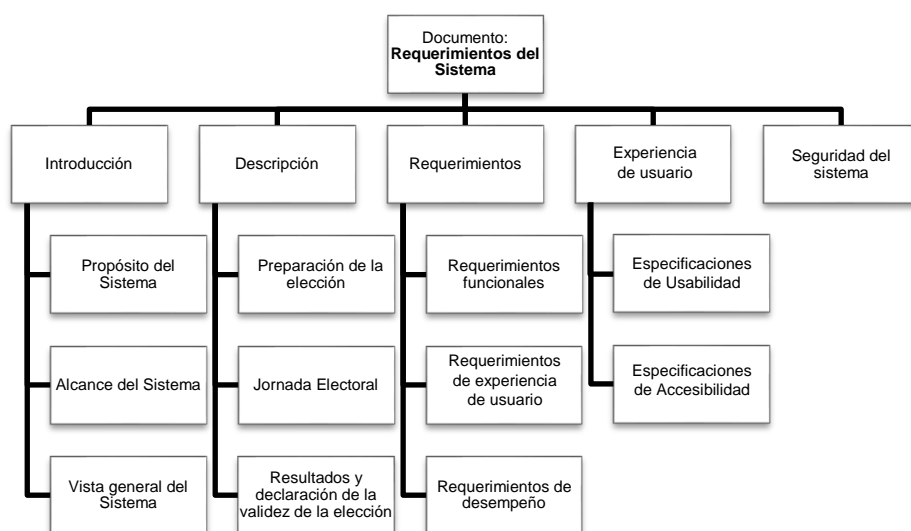 Documento:
Requerimientos del
Sistema
Introducción
Descripción
Requerimientos
Experiencia
de usuario
Seguridad del
sistema
Propósito del
Sistema
Preparación de la
elección
Requerimientos
funcionales
Especificaciones
de Usabilidad
Alcance del Sistema
Jornada Electoral
Requerimientos
de experiencia
de usuario
Especificaciones
de Accesibilidad
Vista general del
Sistema
Resultados y
declaración de la
validez de la elección
Requerimientos de
desempeño